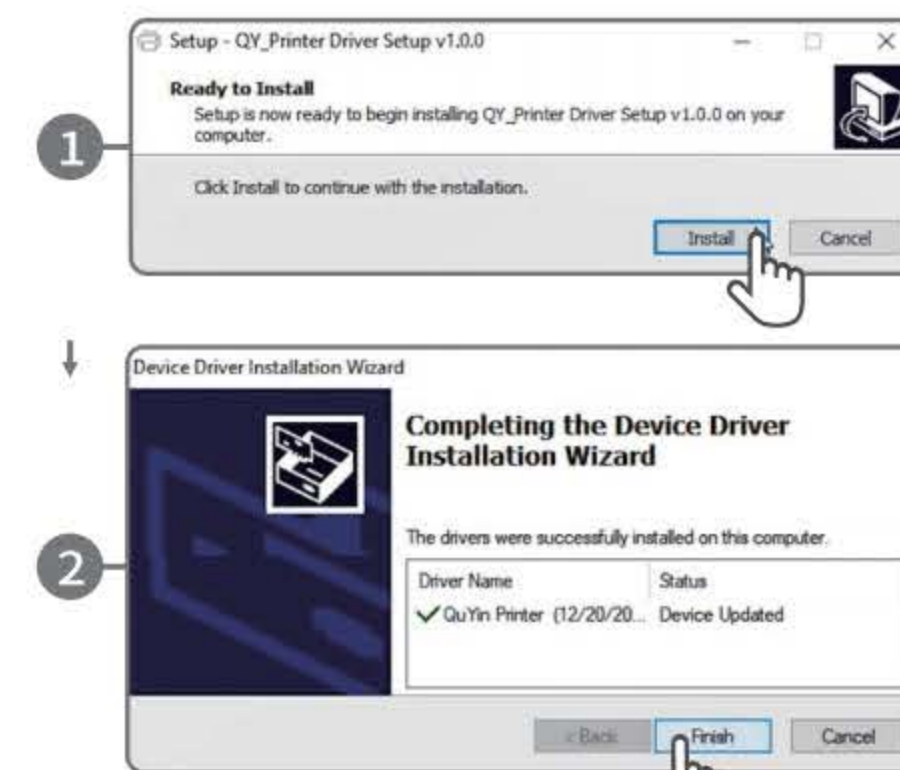 Setup - QY_Printer Driver Setup v1.0.0
Ready to Install
Setup is now ready to begin installing QY_Printer Driver Setup v1.0.0 on your
computer.
1
Click Install to continue with the installation.
Install
Cancel
Device Driver Installation Wizard
Completing the Device Driver
Installation Wizard
The drivers were successfully installed on this computer.
2
Driver Name Status
QuYin Printer (12/20/20... Device Updated
< Back
Finish
Cancel